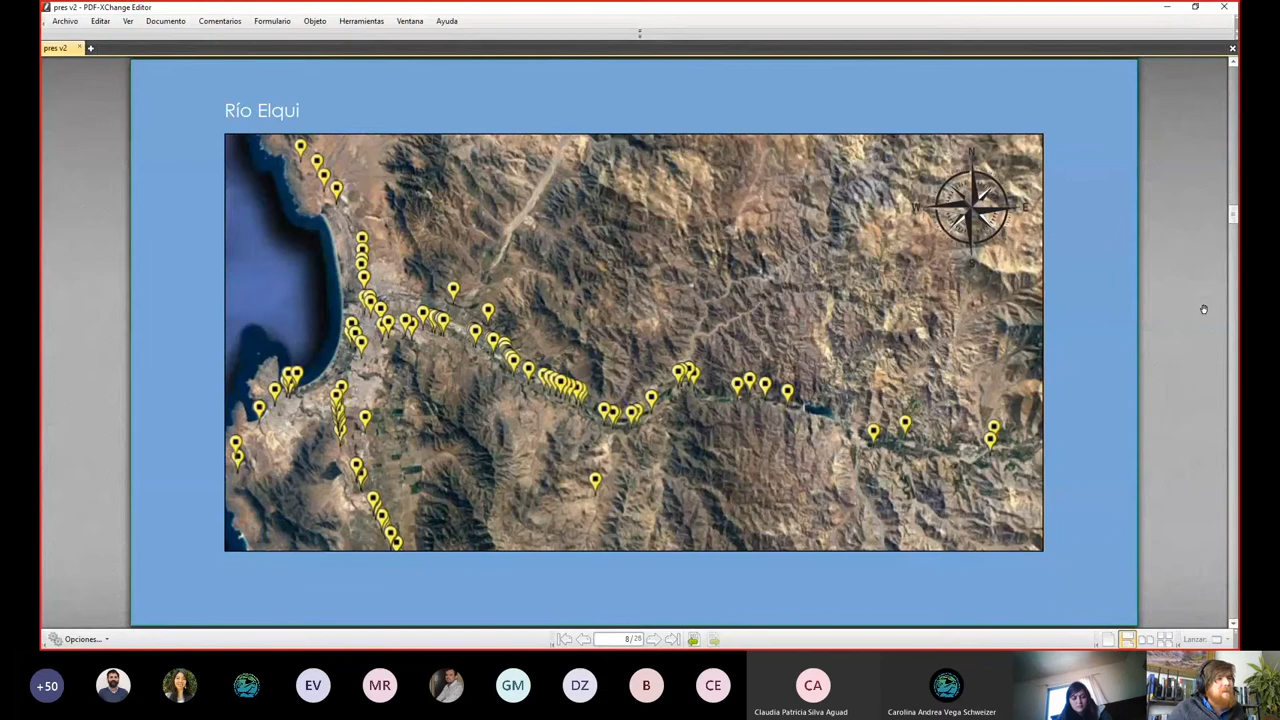 pres v2 - PDF-XChange Editor
Archivo Editar Ver Documento Comentarios Formulario Objeto Herramientas Ventana Ayuda
pres v2
Río Elqui
N
W E
Opciones...
8/28
Lanzar:
+50 EV MR GM DZ B CE CA
Claudia Patricia Silva Aguad Carolina Andrea Vega Schweizer